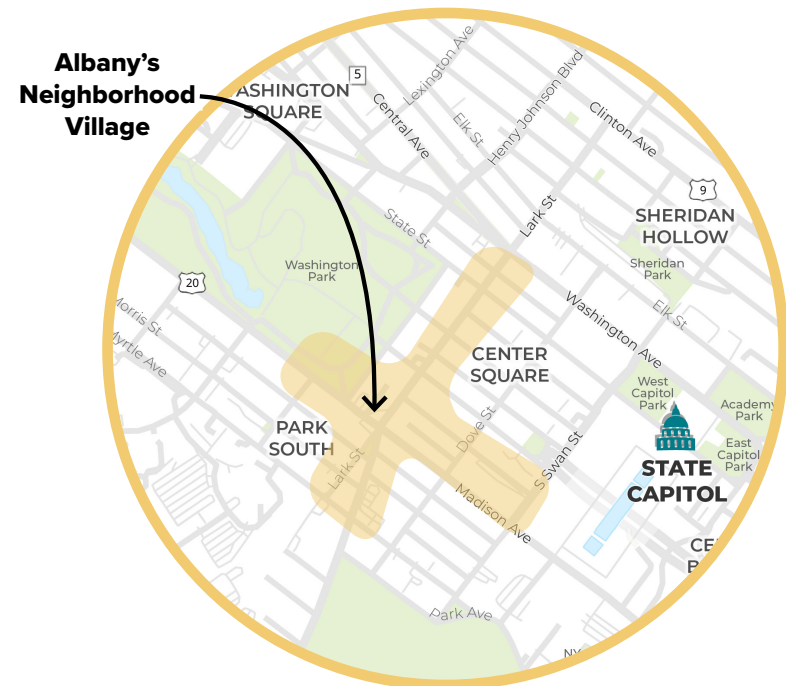 Albany's
Neighborhood
Village
5
ASHINGTON
SQUARE
Lexington Ave
Central Ave
Elk St
Henry Johnson Blvd
Clinton Ave
Lark St
9
SHERIDAN
HOLLOW
Sheridan
Park
State St
Washington
Park
20
Morris St
Myrtle Ave
Elk St
Washington Ave
CENTER
SQUARE
West
Capitol
Park
Academy
Park
East
Capitol
Park
STATE
CAPITOL
PARK
SOUTH
Lark St
Dove St
S Swan St
Madison Ave
Park Ave